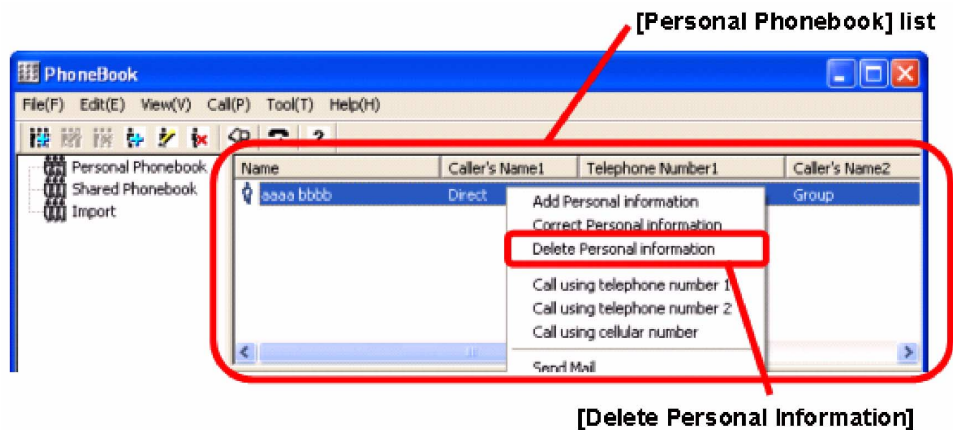 [Personal Phonebook] list
PhoneBook
File(F) Edit(E) View(V) Call(P) Tool(T) Help(H)
Personal Phonebook
Shared Phonebook
Import
Name Caller's Name1 Telephone Number1 Caller's Name2
aaaa bbbb Direct Group
Add Personal information
Correct Personal information
Delete Personal information
Call using telephone number 1
Call using telephone number 2
Call using cellular number
Send Mail
[Delete Personal Information]